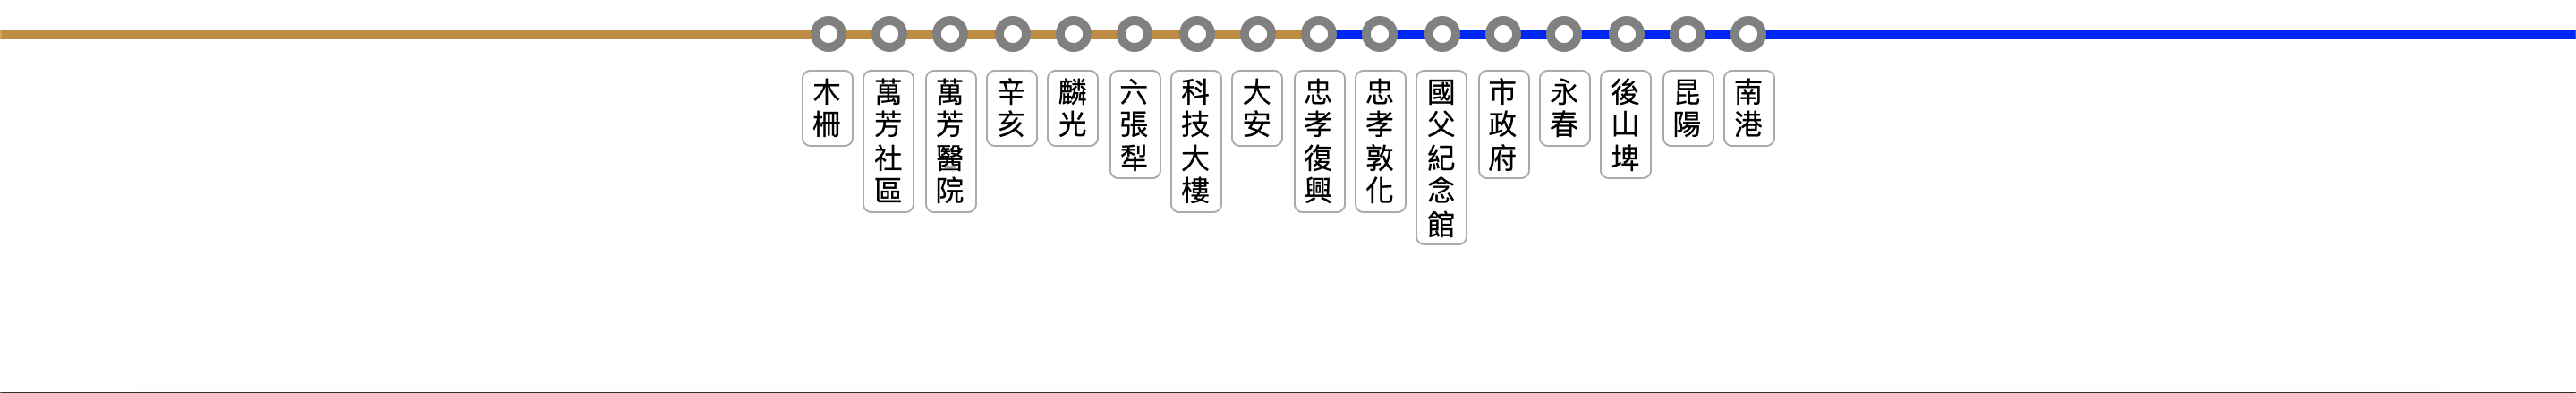 木柵
萬芳社區
萬芳醫院
辛亥
麟光
六張犁
科技大樓
大安
忠孝復興
忠孝敦化
國父紀念館
市政府
永春
後山埤
昆陽
南港